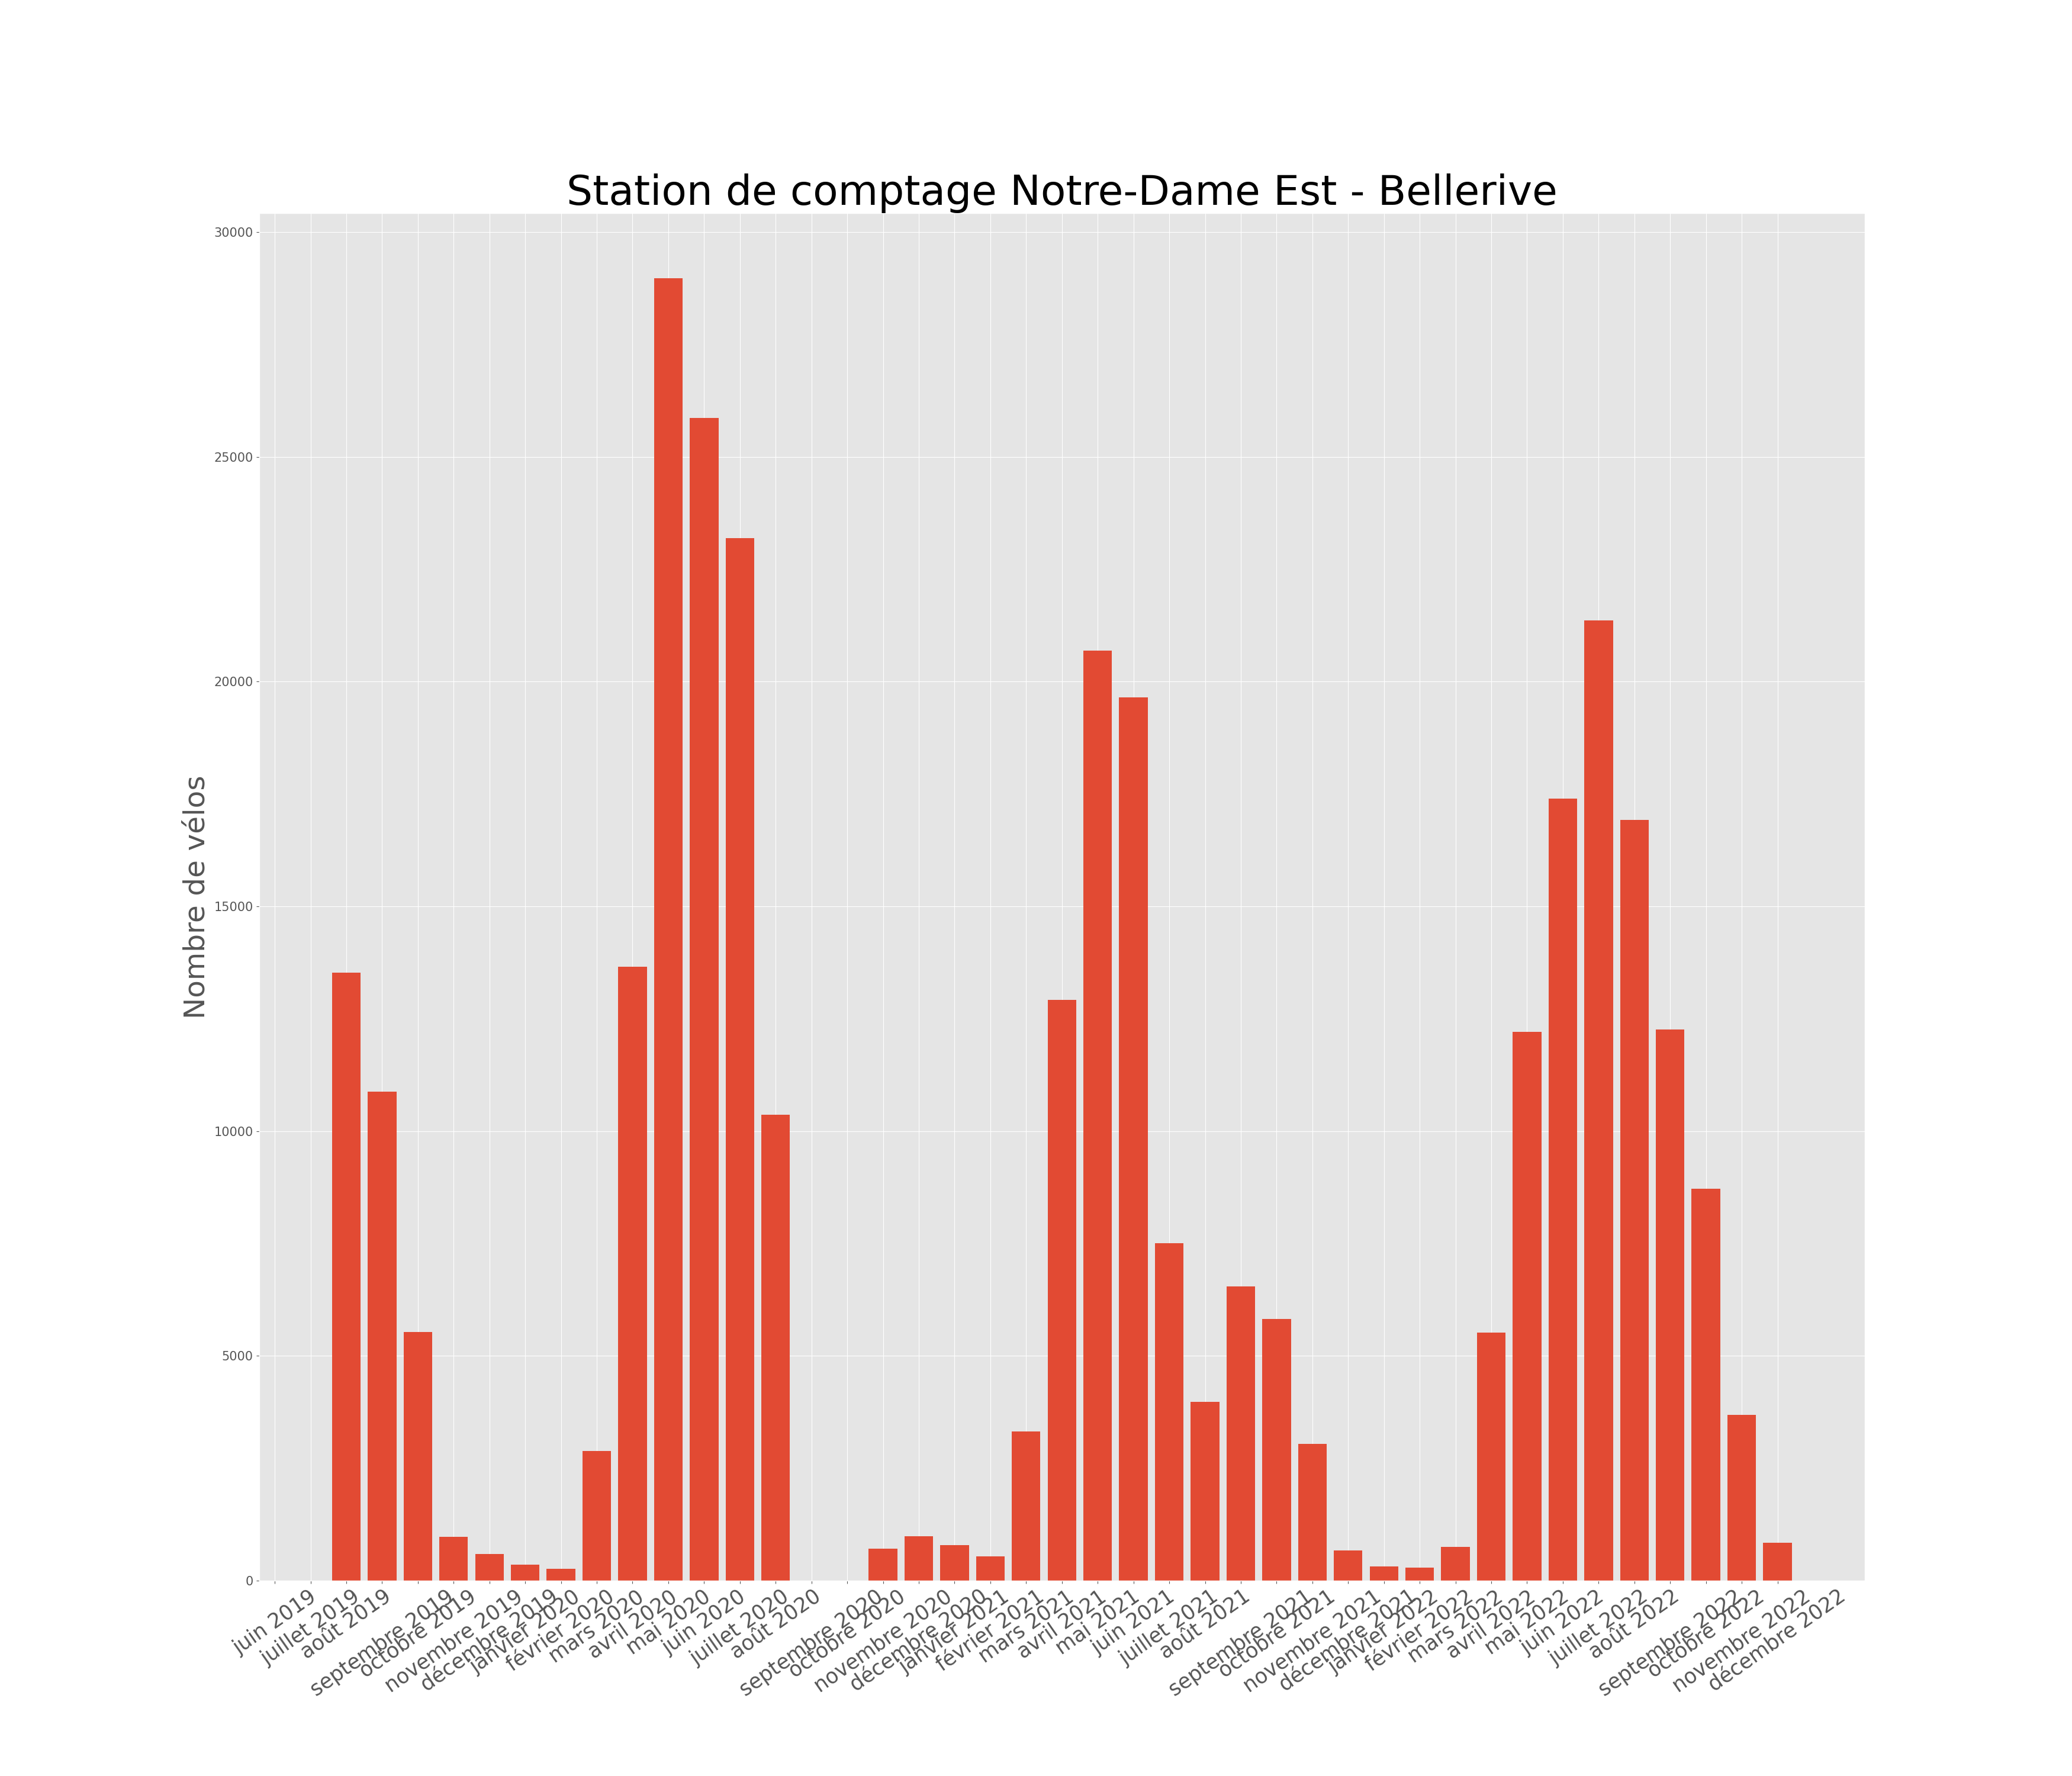 Station de comptage Notre-Dame Est - Bellerive
30000
25000
20000
15000
10000
5000
0
Nombre de vélos
juin 2019
juillet 2019
août 2019
septembre 2019
octobre 2019
novembre 2019
décembre 2019
janvier 2020
février 2020
mars 2020
avril 2020
mai 2020
juin 2020
juillet 2020
août 2020
septembre 2020
octobre 2020
novembre 2020
décembre 2020
janvier 2021
février 2021
mars 2021
avril 2021
mai 2021
juin 2021
juillet 2021
août 2021
septembre 2021
octobre 2021
novembre 2021
décembre 2021
janvier 2022
février 2022
mars 2022
avril 2022
mai 2022
juin 2022
juillet 2022
août 2022
septembre 2022
octobre 2022
novembre 2022
décembre 2022